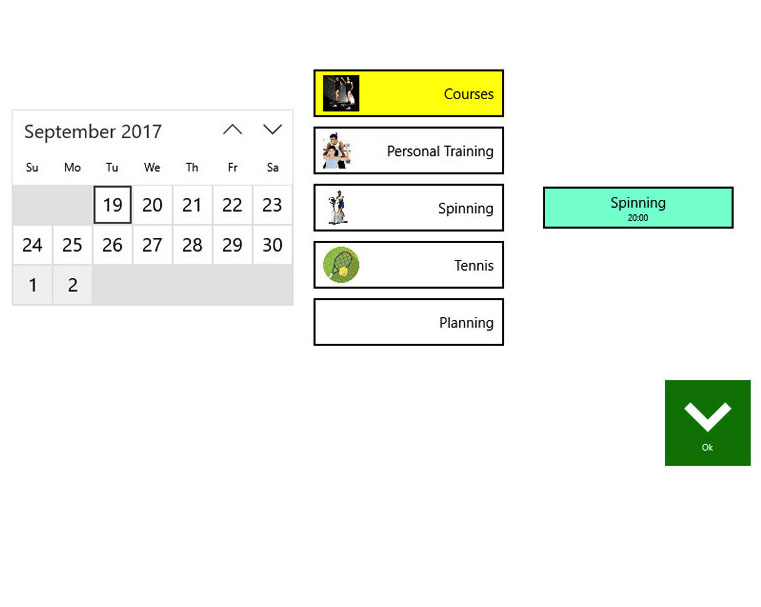 September 2017
Su Mo Tu We Th Fr Sa
19 20 21 22 23
24 25 26 27 28 29 30
1 2
Courses
Personal Training
Spinning
Tennis
Planning
Spinning
20:00
Ok